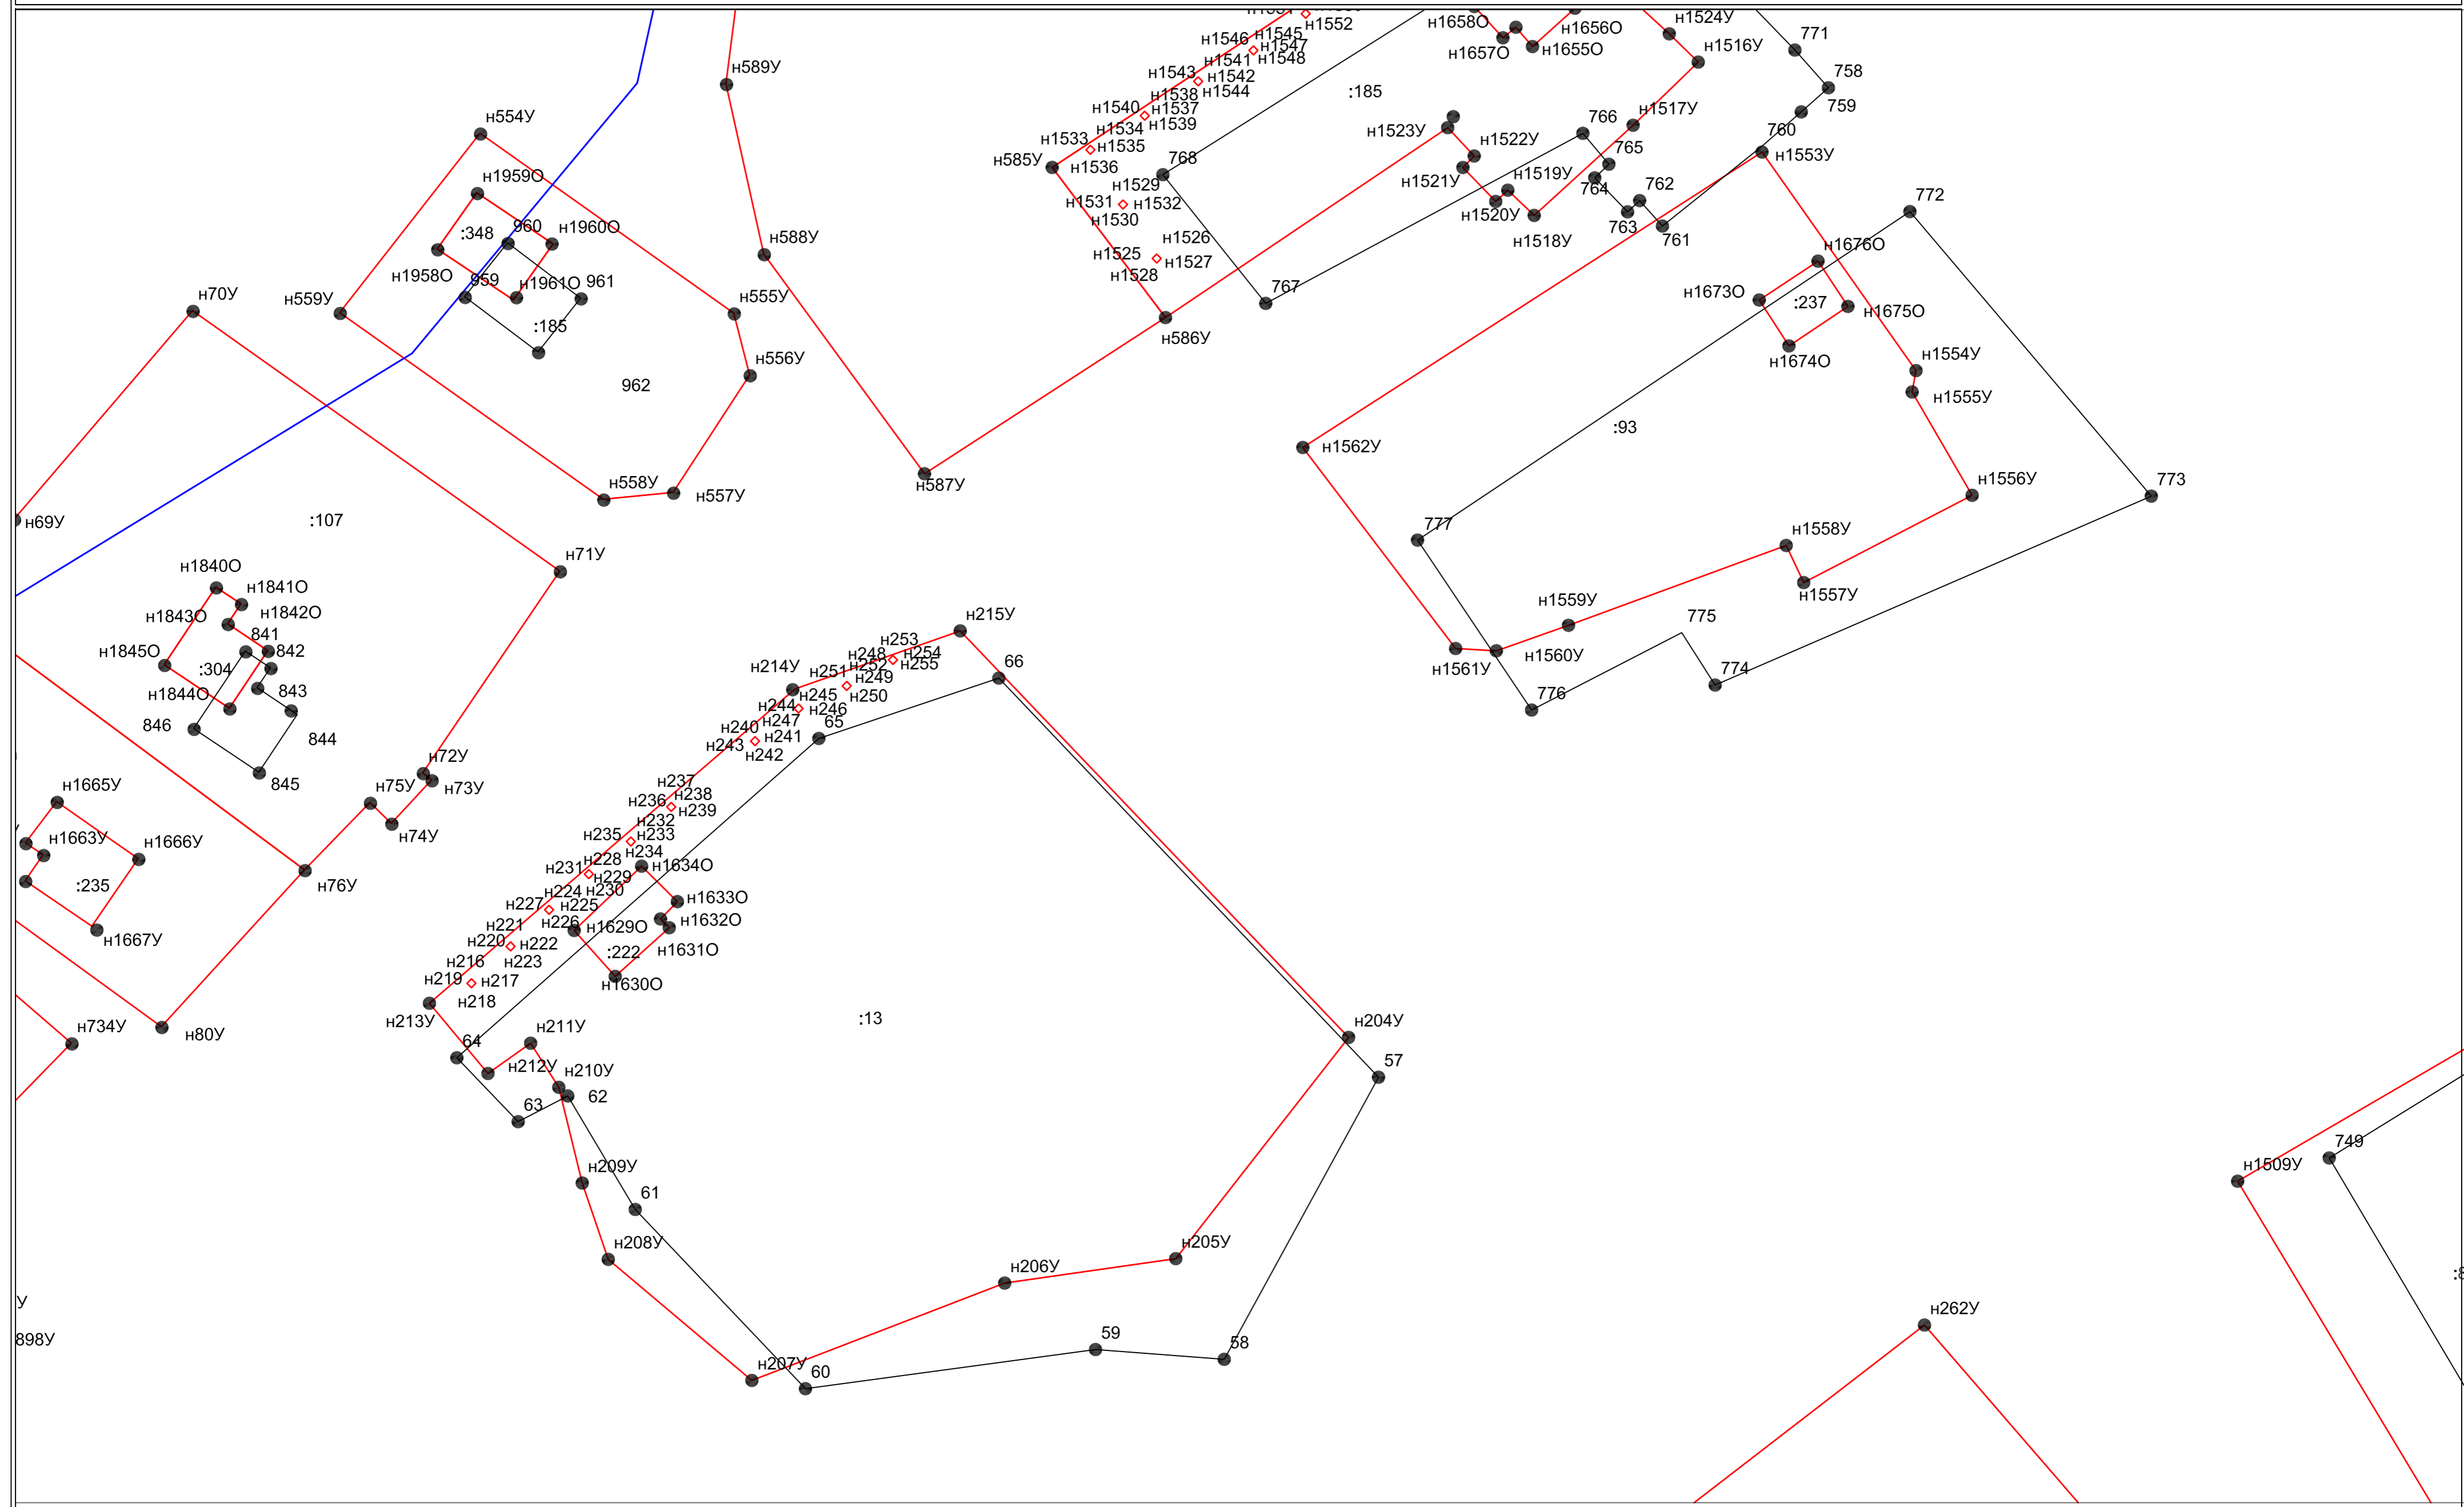 н1552
н1658О
н1656О
н1524У
771
н1545
н1546
н1547
н1548
н1657О
н1655О
н1516У
н589У
н1541
н1543
н1542
н1544
:185
758
759
н1538
н1540
н1537
н1539
н554У
н1534
н1533
н1535
н1523У
н1517У
766
760
н585У
н1536
768
н1522У
765
н1553У
н1959О
н1529
н1531
н1532
н1530
н1521У
н1519У
764
762
772
:348
960
н1960О
н588У
н1526
н1520У
763
761
н1518У
н1676О
н1525
н1527
н1528
н1958О
959
н1961О
961
767
н70У
н559У
н555У
н1673О
:237
н1675О
:185
н586У
н1674О
н556У
н1554У
962
н1555У
:93
н1562У
н558У
н557У
н587У
н1556У
773
н69У
:107
777
н1558У
н71У
н1840О
н1841О
н1557У
н1843О
н1842О
н1559У
н215У
775
841
н253
н1845О
842
н248
н254
н1560У
66
н1561У
:304
н214У
н251
н252
н255
774
н249
843
н1844О
н245
н250
776
846
н244
н246
844
н240
н247
65
н243
н241
н242
н72У
845
н73У
н237
н1665У
н75У
н236
н238
н239
н74У
н232
н1663У
н1666У
н235
н233
н234
н228
:235
н76У
н231
н1634О
н229
н224
н230
н227
н225
н1633О
н221
н226
н1629О
н1632О
н1667У
н220
н222
:222
н1631О
н216
н223
н219
н217
н1630О
н218
н734У
н80У
н213У
:13
н211У
н204У
64
н212У
н210У
57
63
62
749
н209У
н1509У
61
н208У
н205У
н206У
У
н262У
898У
59
58
н207У
60